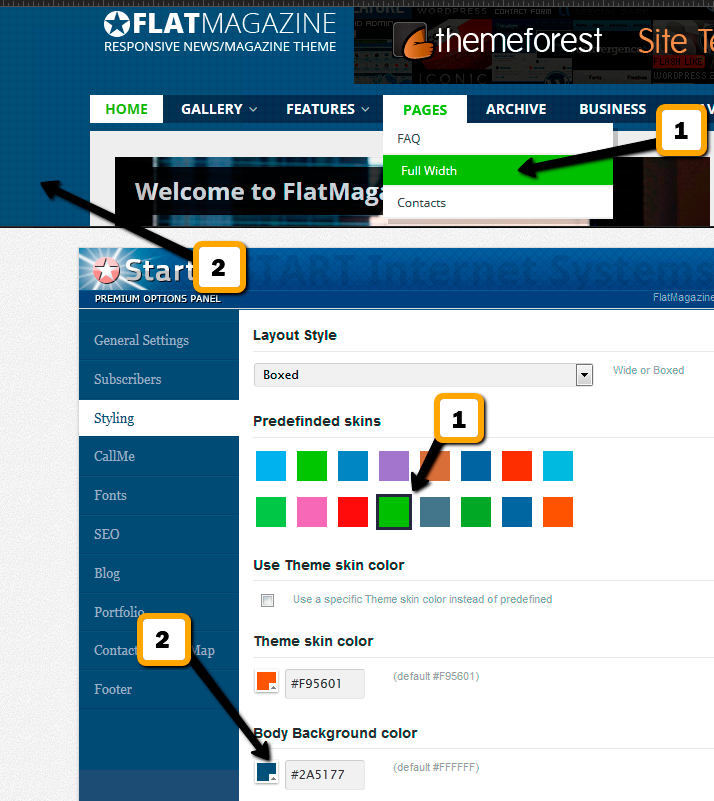 FLATMAGAZINE
RESPONSIVE NEWS/MAGAZINE THEME
themeforest Site Te
ICONIC
HOME GALLERY FEATURES PAGES ARCHIVE BUSINESS
1
FAQ
Full Width
Contacts
Welcome to FlatMaga
2
Start
PREMIUM OPTIONS PANEL
FlatMagazine
General Settings
Subscribers
Styling
CallMe
Fonts
SEO
Blog
Portfolio
Contact Map
Footer
Layout Style
Boxed
Wide or Boxed
Predefinded skins
1
Use Theme skin color
Use a specific Theme skin color instead of predefined
2
Theme skin color
#F95601
(default #F95601)
Body Background color
#2A5177
(default #FFFFFF)